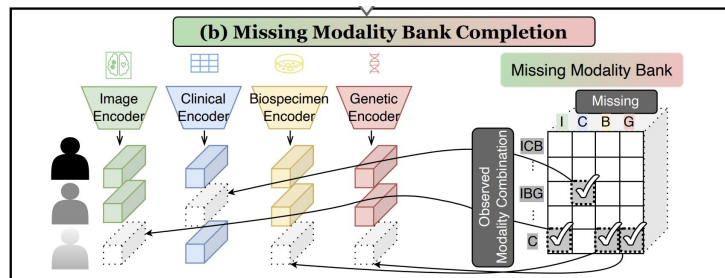 (b) Missing Modality Bank Completion
Image
Encoder
Clinical
Encoder
Biospecimen
Encoder
Genetic
Encoder
Missing Modality Bank
Missing
I C B G
Observed
Modality Combination
ICB
⋮
IBG
⋮
C